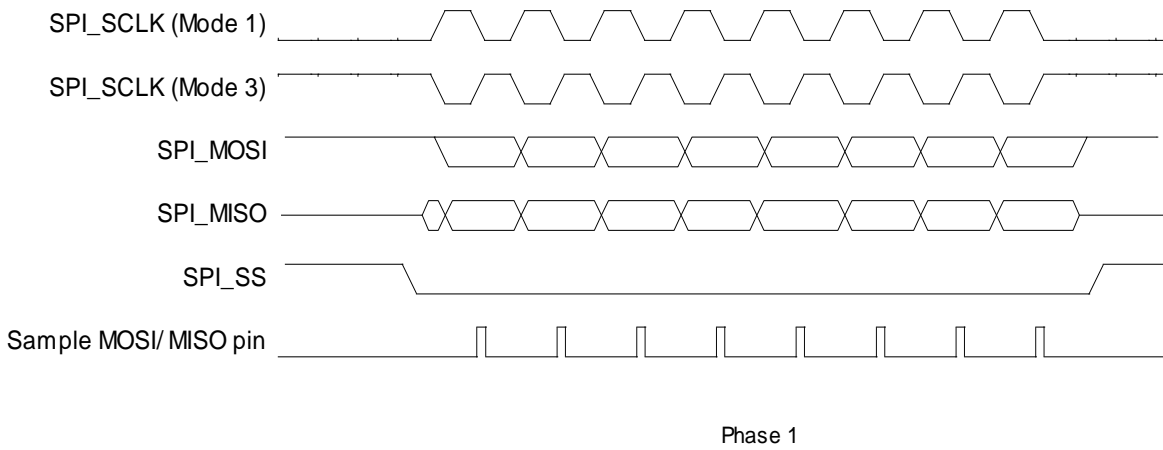 SPI_SCLK (Mode 1)
SPI_SCLK (Mode 3)
SPI_MOSI
SPI_MISO
SPI_SS
Sample MOSI/ MISO pin
Phase 1